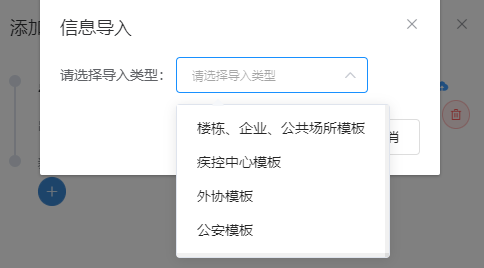 添加
信息导入
请选择导入类型：
请选择导入类型
楼栋、企业、公共场所模板
疾控中心模板
外协模板
公安模板
消